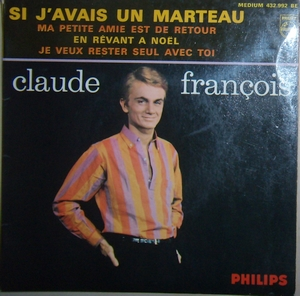 MEDIUM 432.992 BE
SI J'AVAIS UN MARTEAU
MA PETITE AMIE EST DE RETOUR
EN RÊVANT A NOËL
JE VEUX RESTER SEUL AVEC TOI
claude françois
PHILIPS